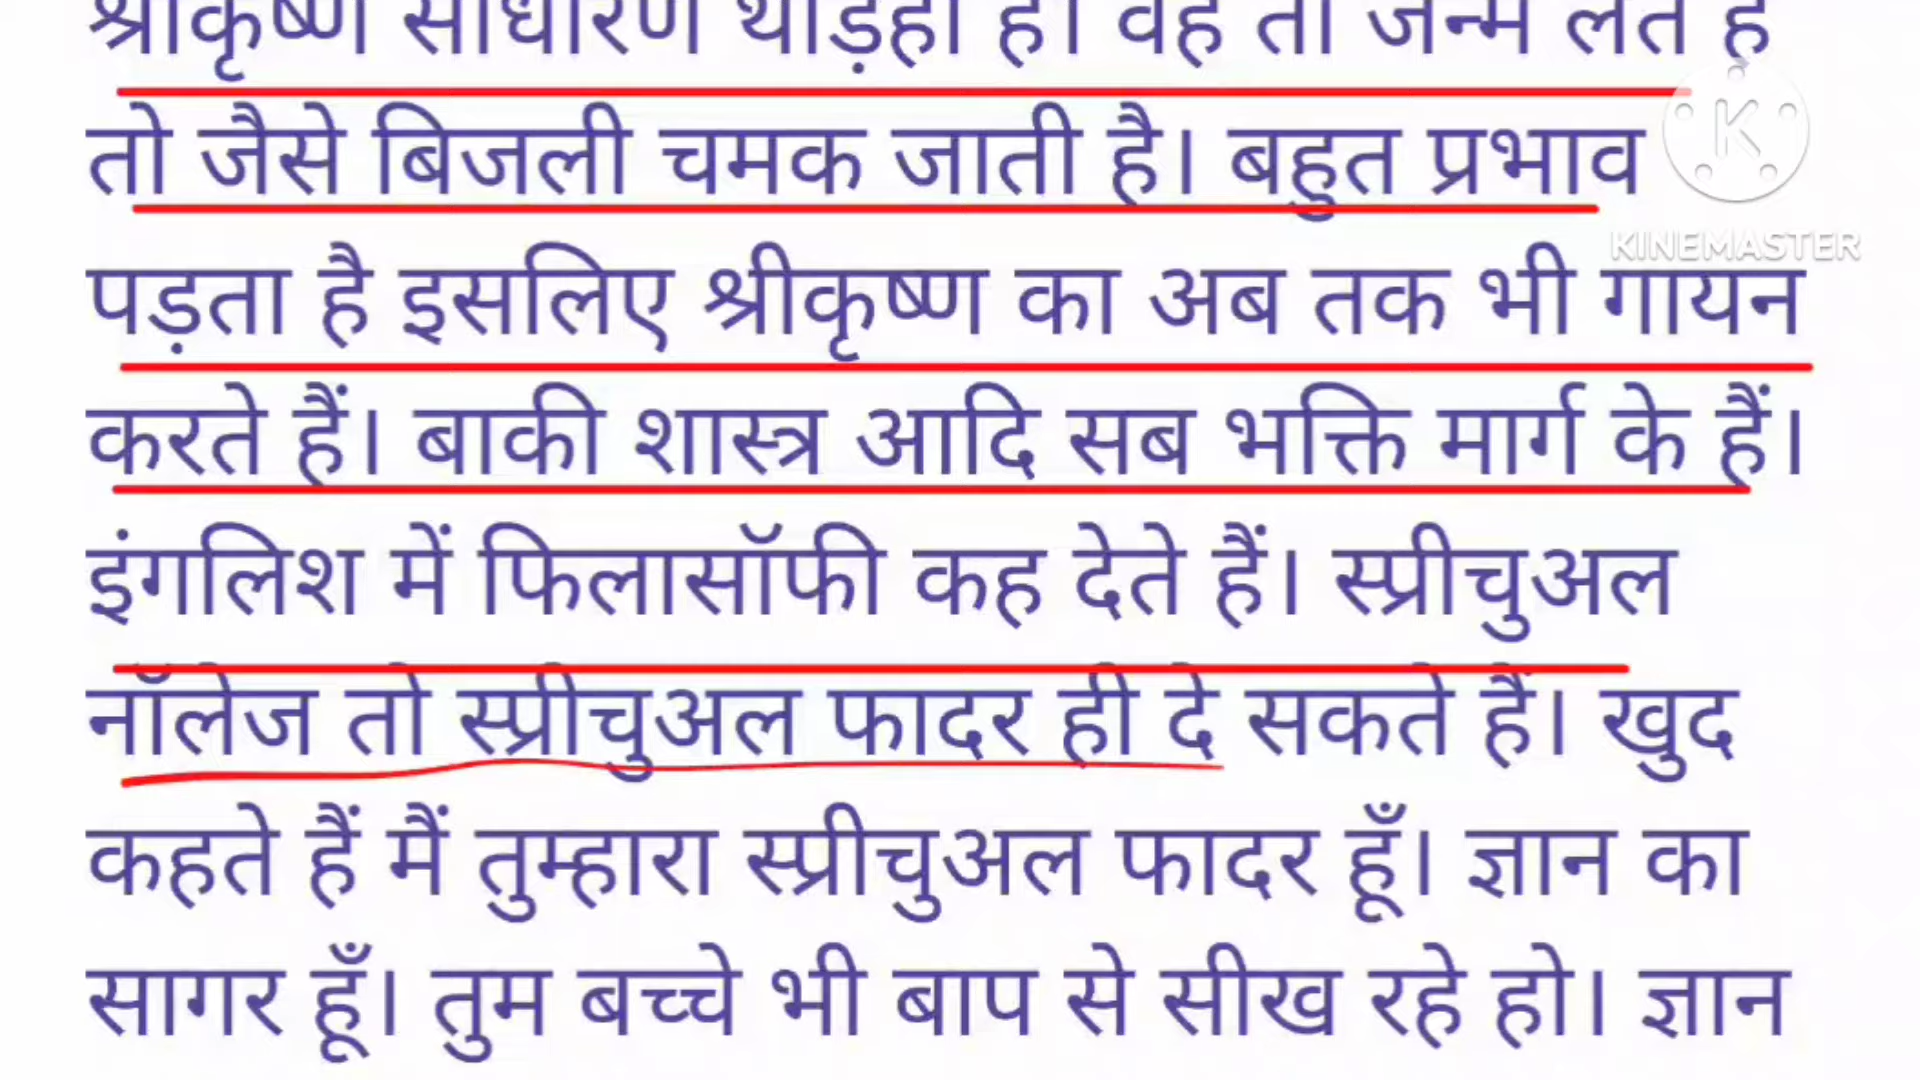 श्रीकृष्ण साधारण थोड़ेही है। वह तो जन्म लेते हैं
तो जैसे बिजली चमक जाती है। बहुत प्रभाव
KINEMASTER
पड़ता है इसलिए श्रीकृष्ण का अब तक भी गायन
करते हैं। बाकी शास्त्र आदि सब भक्ति मार्ग के हैं।
इंगलिश में फिलासॉफी कह देते हैं। स्प्रीचुअल
नॉलेज तो स्प्रीचुअल फादर ही दे सकते हैं। खुद
कहते हैं मैं तुम्हारा स्प्रीचुअल फादर हूँ। ज्ञान का
सागर हूँ। तुम बच्चे भी बाप से सीख रहे हो। ज्ञान